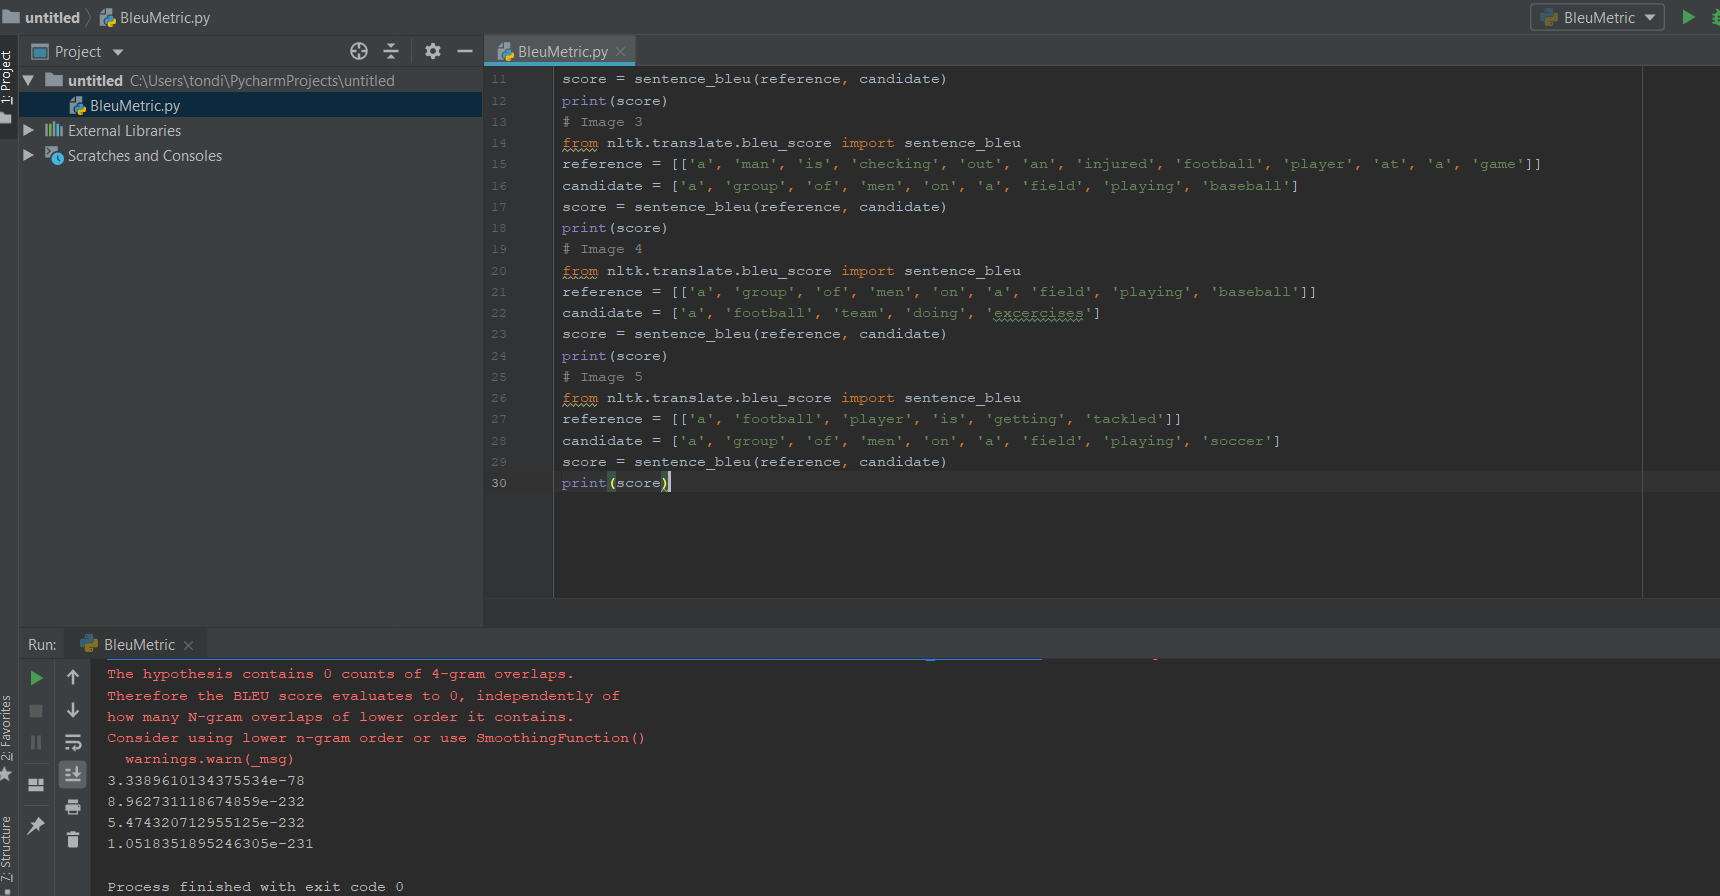 untitled BleuMetric.py BleuMetric
1: Project
Project BleuMetric.py
untitled C:\Users\tondi\PycharmProjects\untitled
BleuMetric.py
External Libraries
Scratches and Consoles
11 score = sentence_bleu(reference, candidate)
12 print(score)
13 # Image 3
14 from nltk.translate.bleu_score import sentence_bleu
15 reference = [['a', 'man', 'is', 'checking', 'out', 'an', 'injured', 'football', 'player', 'at', 'a', 'game']]
16 candidate = ['a', 'group', 'of', 'men', 'on', 'a', 'field', 'playing', 'baseball']
17 score = sentence_bleu(reference, candidate)
18 print(score)
19 # Image 4
20 from nltk.translate.bleu_score import sentence_bleu
21 reference = [['a', 'group', 'of', 'men', 'on', 'a', 'field', 'playing', 'baseball']]
22 candidate = ['a', 'football', 'team', 'doing', 'excercises']
23 score = sentence_bleu(reference, candidate)
24 print(score)
25 # Image 5
26 from nltk.translate.bleu_score import sentence_bleu
27 reference = [['a', 'football', 'player', 'is', 'getting', 'tackled']]
28 candidate = ['a', 'group', 'of', 'men', 'on', 'a', 'field', 'playing', 'soccer']
29 score = sentence_bleu(reference, candidate)
30 print(score)
Run: BleuMetric
The hypothesis contains 0 counts of 4-gram overlaps.
Therefore the BLEU score evaluates to 0, independently of
how many N-gram overlaps of lower order it contains.
Consider using lower n-gram order or use SmoothingFunction()
warnings.warn(_msg)
3.3389610134375534e-78
8.962731118674859e-232
5.474320712955125e-232
1.0518351895246305e-231
Process finished with exit code 0
2: Favorites
7: Structure